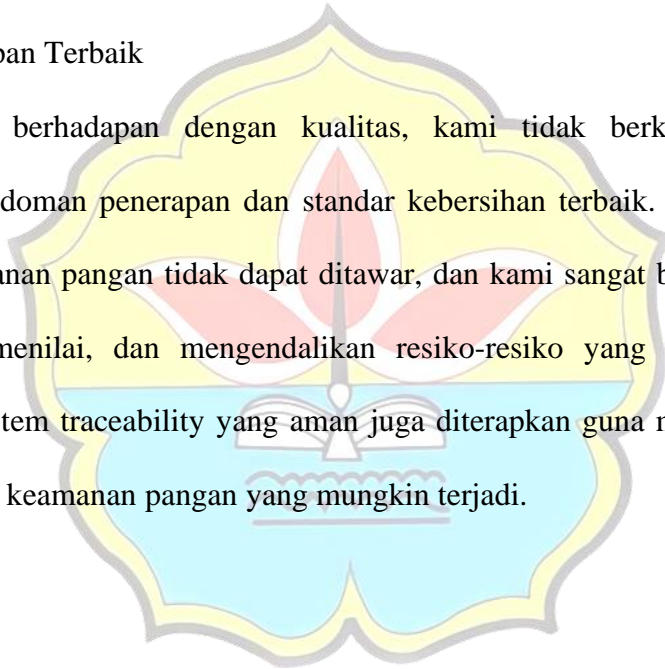 pan Terbaik
berhadapan dengan kualitas, kami tidak berk
doman penerapan dan standar kebersihan terbaik.
anan pangan tidak dapat ditawar, dan kami sangat b
menilai, dan mengendalikan resiko-resiko yang
tem traceability yang aman juga diterapkan guna
keamanan pangan yang mungkin terjadi.